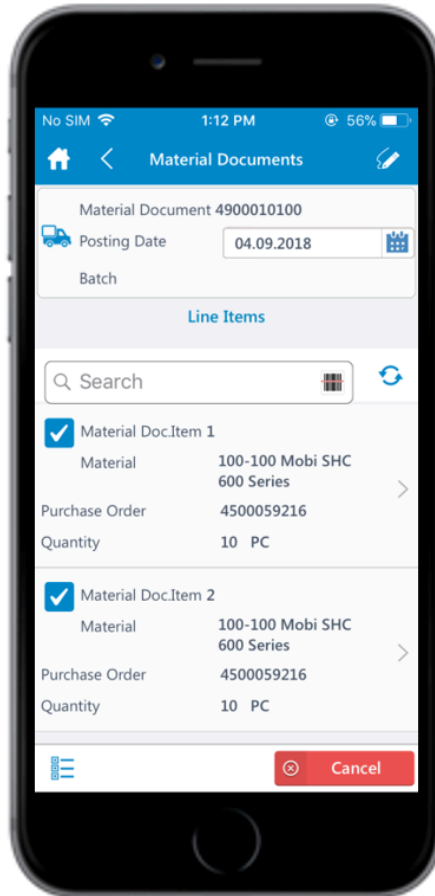 No SIM 1:12 PM 56%
Material Documents
Material Document 4900010100
Posting Date 04.09.2018
Batch
Line Items
Search
Material Doc.Item 1
Material 100-100 Mobi SHC
600 Series
Purchase Order 4500059216
Quantity 10 PC
Material Doc.Item 2
Material 100-100 Mobi SHC
600 Series
Purchase Order 4500059216
Quantity 10 PC
Cancel